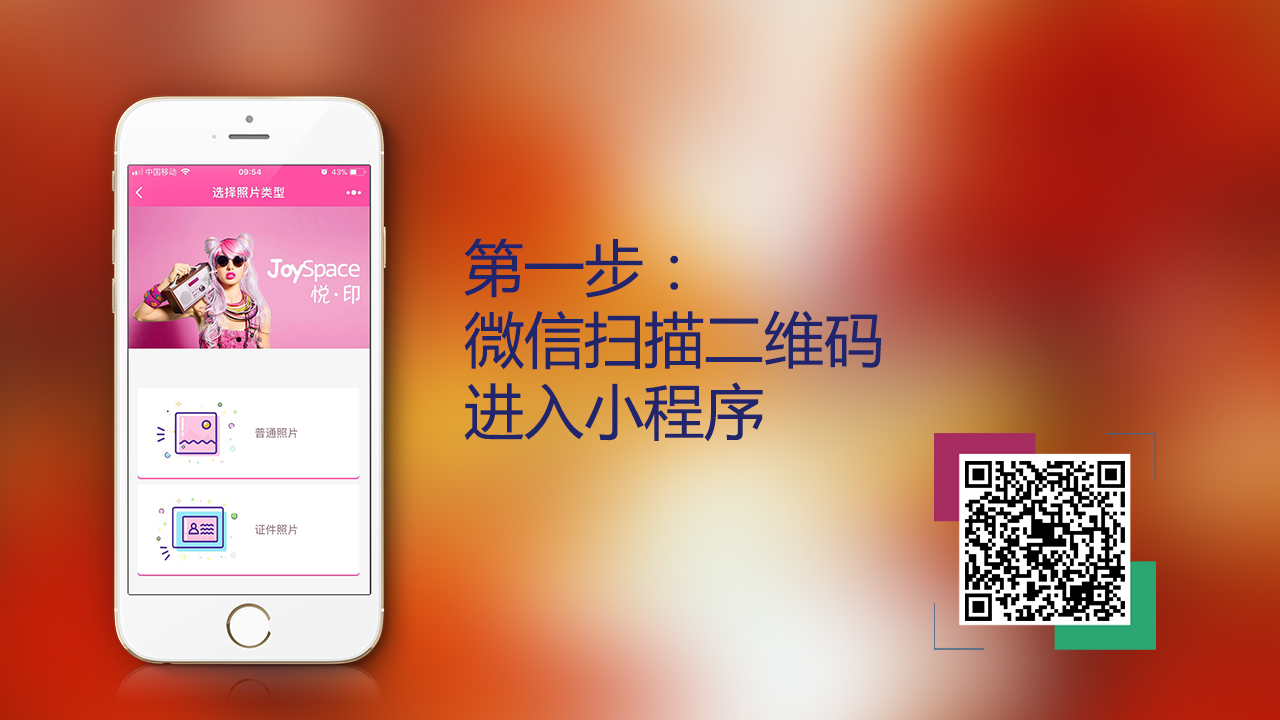 中国移动 09:54 43%
选择照片类型
JoySpace
悦·印
普通照片
证件照片
第一步：
微信扫描二维码
进入小程序